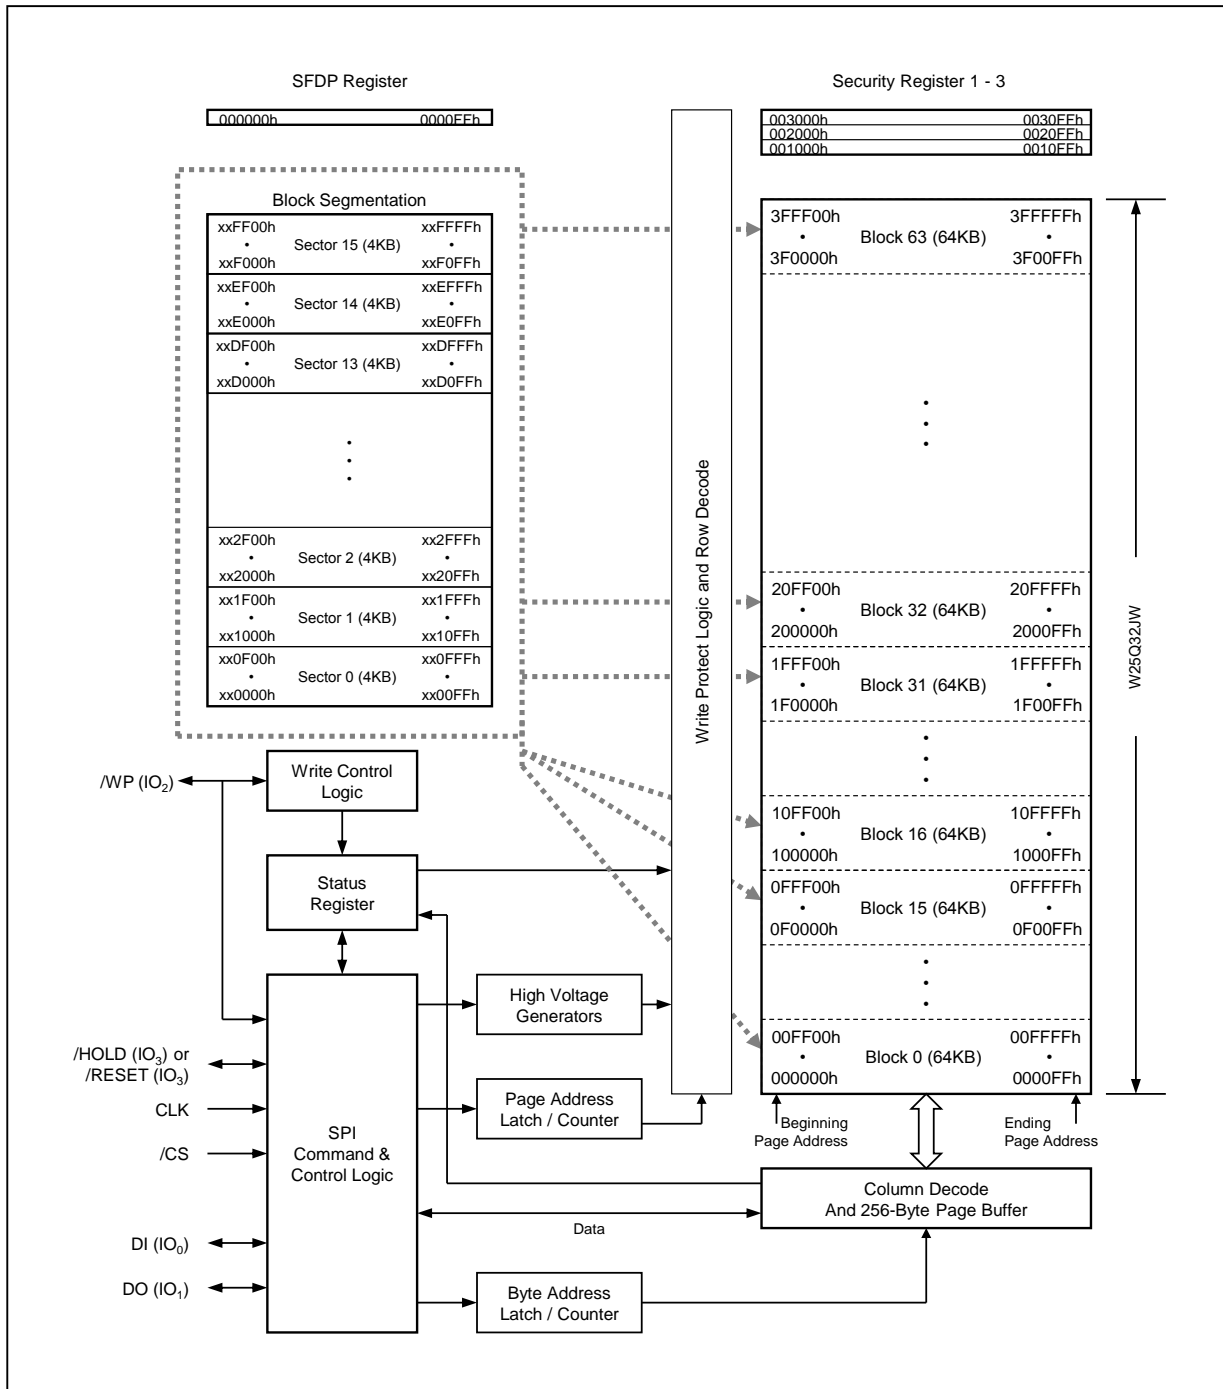 SFDP Register
000000h 0000FFh
Security Register 1 - 3
003000h 0030FFh
002000h 0020FFh
001000h 0010FFh
Block Segmentation
xxFF00h xxFFFFh
• Sector 15 (4KB) •
xxF000h xxF0FFh
xxEF00h xxEFFFh
• Sector 14 (4KB) •
xxE000h xxE0FFh
xxDF00h xxDFFFh
• Sector 13 (4KB) •
xxD000h xxD0FFh
•
•
•
xx2F00h xx2FFFh
• Sector 2 (4KB) •
xx2000h xx20FFh
xx1F00h xx1FFFh
• Sector 1 (4KB) •
xx1000h xx10FFh
xx0F00h xx0FFFh
• Sector 0 (4KB) •
xx0000h xx00FFh
Write Protect Logic and Row Decode
3FFF00h 3FFFFFh
• Block 63 (64KB) •
3F0000h 3F00FFh
•
•
•
20FF00h 20FFFFh
• Block 32 (64KB) •
200000h 2000FFh
1FFF00h 1FFFFFh
• Block 31 (64KB) •
1F0000h 1F00FFh
•
•
•
10FF00h 10FFFFh
• Block 16 (64KB) •
100000h 1000FFh
0FFF00h 0FFFFFh
• Block 15 (64KB) •
0F0000h 0F00FFh
•
•
•
00FF00h 00FFFFh
• Block 0 (64KB) •
000000h 0000FFh
W25Q32JW
Beginning
Page Address
Ending
Page Address
/WP (IO2)
Write Control
Logic
Status
Register
High Voltage
Generators
/HOLD (IO3) or
/RESET (IO3)
CLK
/CS
SPI
Command &
Control Logic
Page Address
Latch / Counter
Column Decode
And 256-Byte Page Buffer
Data
DI (IO0)
DO (IO1)
Byte Address
Latch / Counter